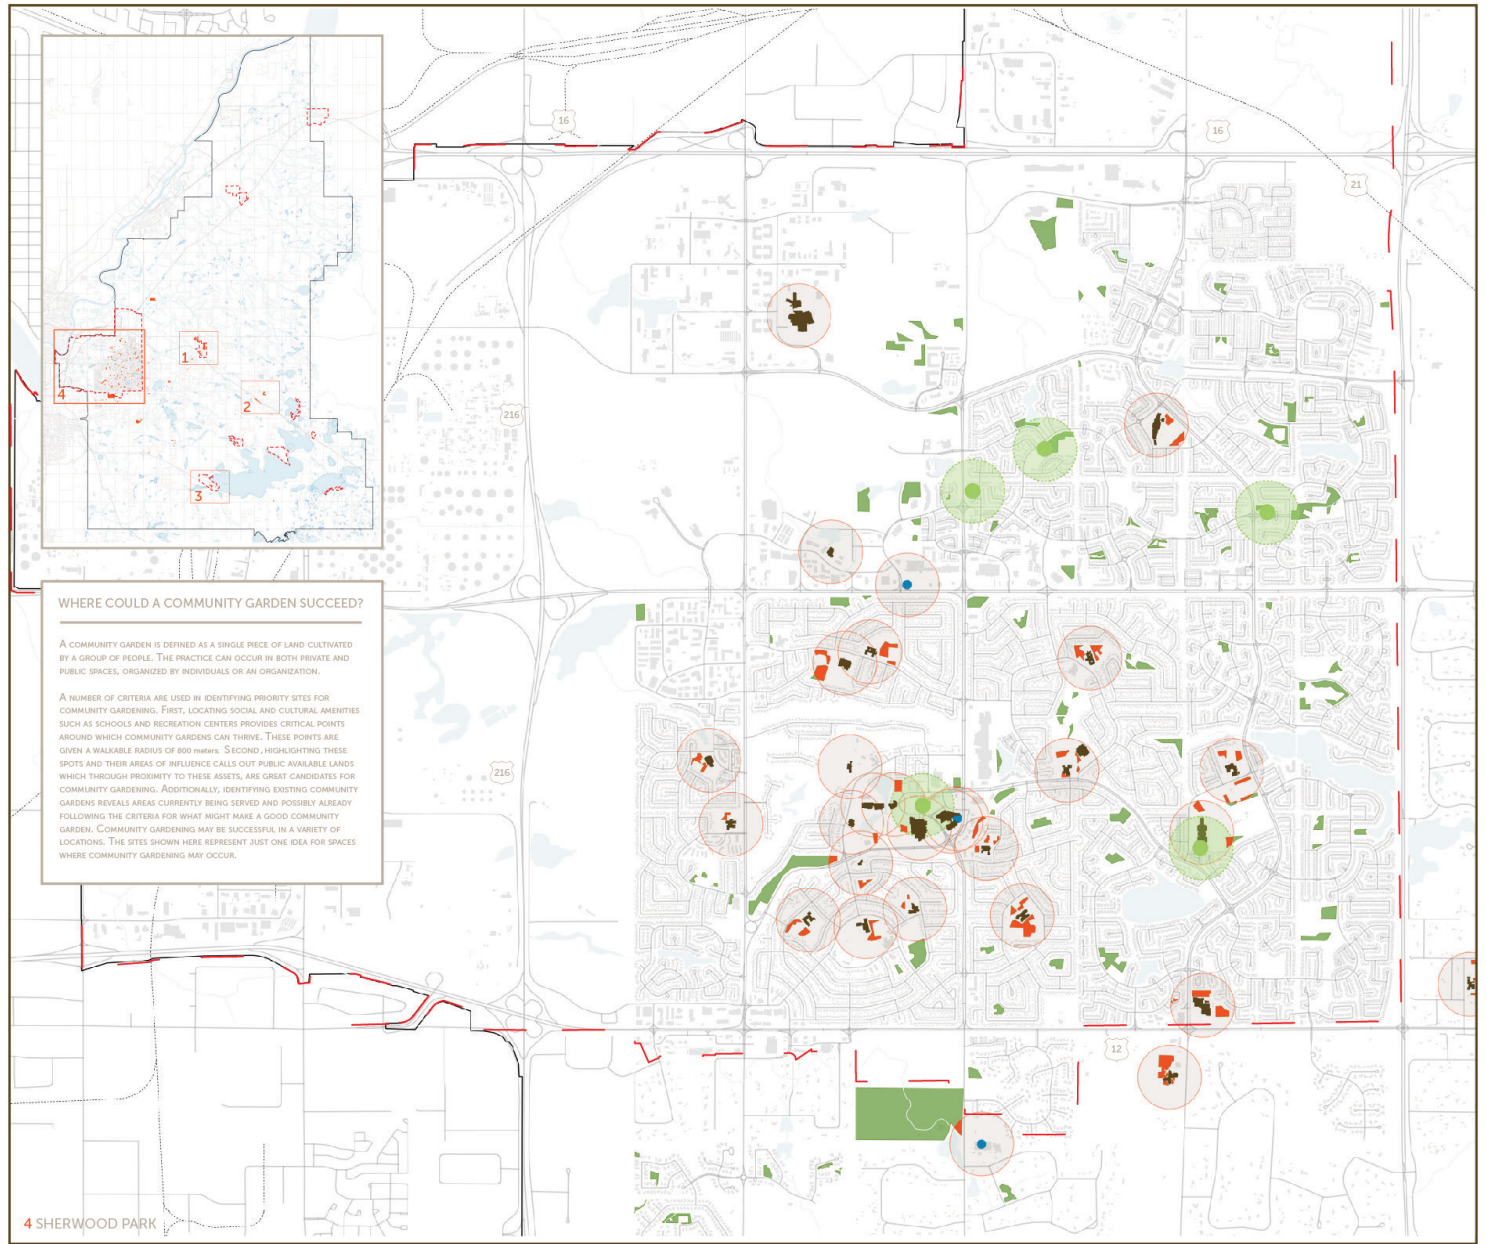 16
16
21
216
1
4
2
3
WHERE COULD A COMMUNITY GARDEN SUCCEED?
A COMMUNITY GARDEN IS DEFINED AS A SINGLE PIECE OF LAND CULTIVATED
BY A GROUP OF PEOPLE. THE PRACTICE CAN OCCUR IN BOTH PRIVATE AND
PUBLIC SPACES, ORGANIZED BY INDIVIDUALS OR AN ORGANIZATION.
A NUMBER OF CRITERIA ARE USED IN IDENTIFYING PRIORITY SITES FOR
COMMUNITY GARDENING. FIRST, LOCATING SOCIAL AND CULTURAL AMENITIES
SUCH AS SCHOOLS AND RECREATION CENTERS PROVIDES CRITICAL POINTS
AROUND WHICH COMMUNITY GARDENS CAN THRIVE. THESE POINTS ARE
GIVEN A WALKABLE RADIUS OF 800 meters. SECOND, HIGHLIGHTING THESE
SPOTS AND THEIR AREAS OF INFLUENCE CALLS OUT PUBLIC AVAILABLE LANDS
WHICH THROUGH PROXIMITY TO THESE ASSETS, ARE GREAT CANDIDATES FOR
COMMUNITY GARDENING. ADDITIONALLY, IDENTIFYING EXISTING COMMUNITY
GARDENS REVEALS AREAS CURRENTLY BEING SERVED AND POSSIBLY ALREADY
FOLLOWING THE CRITERIA FOR WHAT MIGHT MAKE A GOOD COMMUNITY
GARDEN. COMMUNITY GARDENING MAY BE SUCCESSFUL IN A VARIETY OF
LOCATIONS. THE SITES SHOWN HERE REPRESENT JUST ONE IDEA FOR SPACES
WHERE COMMUNITY GARDENING MAY OCCUR.
216
12
4 SHERWOOD PARK